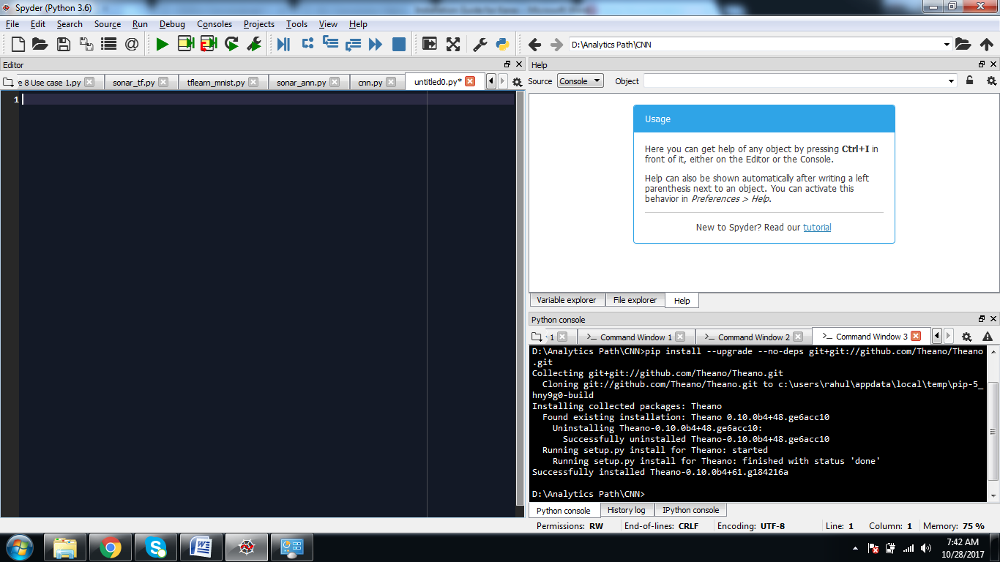 Spyder (Python 3.6)
File Edit Search Source Run Debug Consoles Projects Tools View Help
D:\Analytics Path\CNN
Editor
e 8 Use case 1.py sonar_tf.py tflearn_mnist.py sonar_ann.py cnn.py untitled0.py*
1
Help
Source Console Object
Usage
Here you can get help of any object by pressing Ctrl+I in
front of it, either on the Editor or the Console.
Help can also be shown automatically after writing a left
parenthesis next to an object. You can activate this
behavior in Preferences > Help.
New to Spyder? Read our tutorial
Variable explorer File explorer Help
Python console
1 >_ Command Window 1 >_ Command Window 2 >_ Command Window 3
D:\Analytics Path\CNN>pip install --upgrade --no-deps git+git://github.com/Theano/Theano
.git
Collecting git+git://github.com/Theano/Theano.git
Cloning git://github.com/Theano/Theano.git to c:\users\rahul\appdata\local\temp\pip-5_
hny9g0-build
Installing collected packages: Theano
Found existing installation: Theano 0.10.0b4+48.ge6acc10
Uninstalling Theano-0.10.0b4+48.ge6acc10:
Successfully uninstalled Theano-0.10.0b4+48.ge6acc10
Running setup.py install for Theano: started
Running setup.py install for Theano: finished with status 'done'
Successfully installed Theano-0.10.0b4+61.g184216a
D:\Analytics Path\CNN>
Python console History log IPython console
Permissions: RW End-of-lines: CRLF Encoding: UTF-8 Line: 1 Column: 1 Memory: 75 %
7:42 AM
10/28/2017